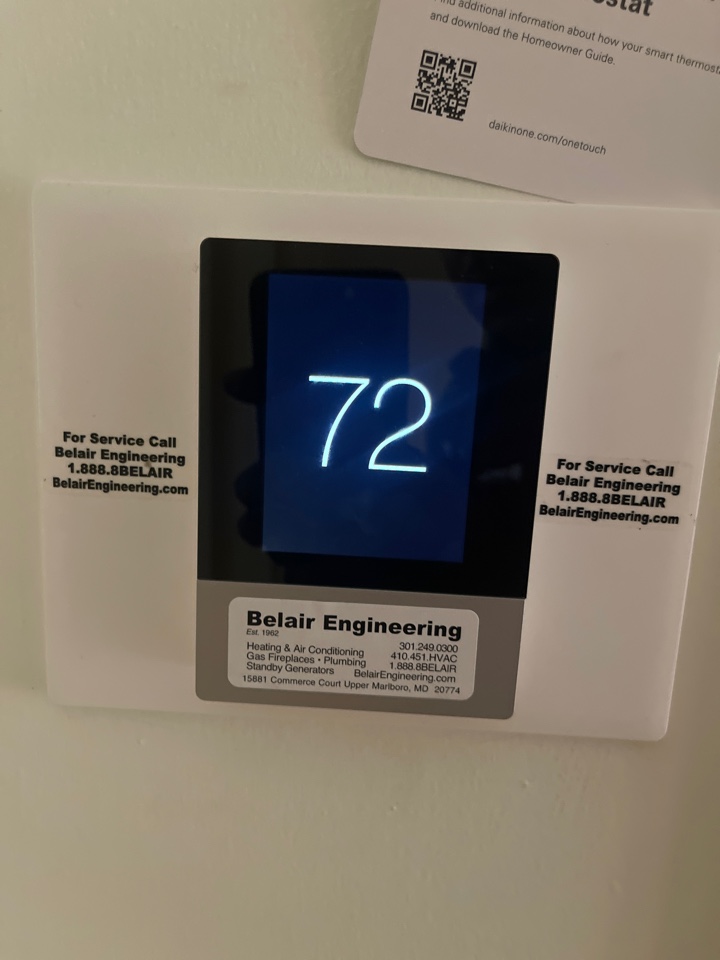 additional information about how your smart
and download the Homeowner Guide.
daikinone.com/onetouch
72
For Service Call
Belair Engineering
1.888.8BELAIR
BelairEngineering.com
For Service Call
Belair Engineering
1.888.8BELAIR
BelairEngineering.com
Belair Engineering
Est. 1962
Heating & Air Conditioning 301.249.0300
Gas Fireplaces • Plumbing 410.451.HVAC
Standby Generators 1.888.8BELAIR
BelairEngineering.com
15881 Commerce Court Upper Marlboro, MD 20774